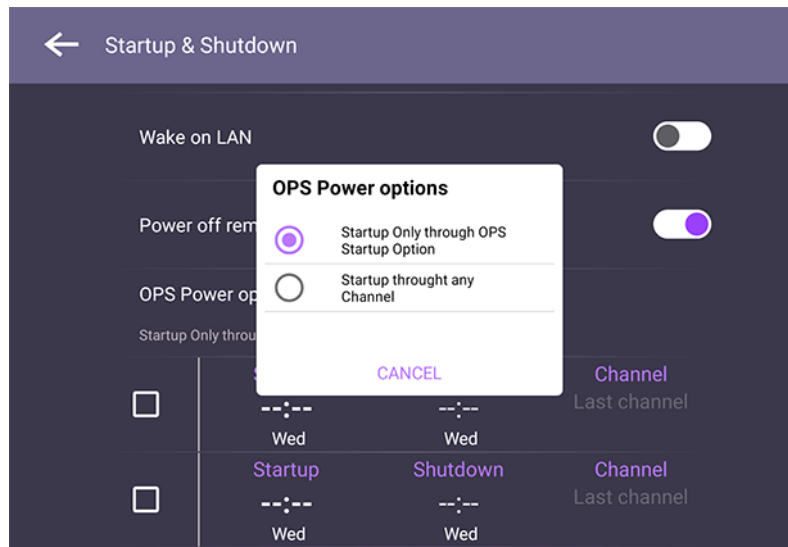 Startup & Shutdown
Wake on LAN
OPS Power options
Power off rem
Startup Only through OPS
Startup Option
Startup throught any
Channel
OPS Power op
Startup Only throu
CANCEL
S
Channel
--:--
--:--
Last channel
Wed
Wed
Startup
Shutdown
Channel
--:--
--:--
Last channel
Wed
Wed